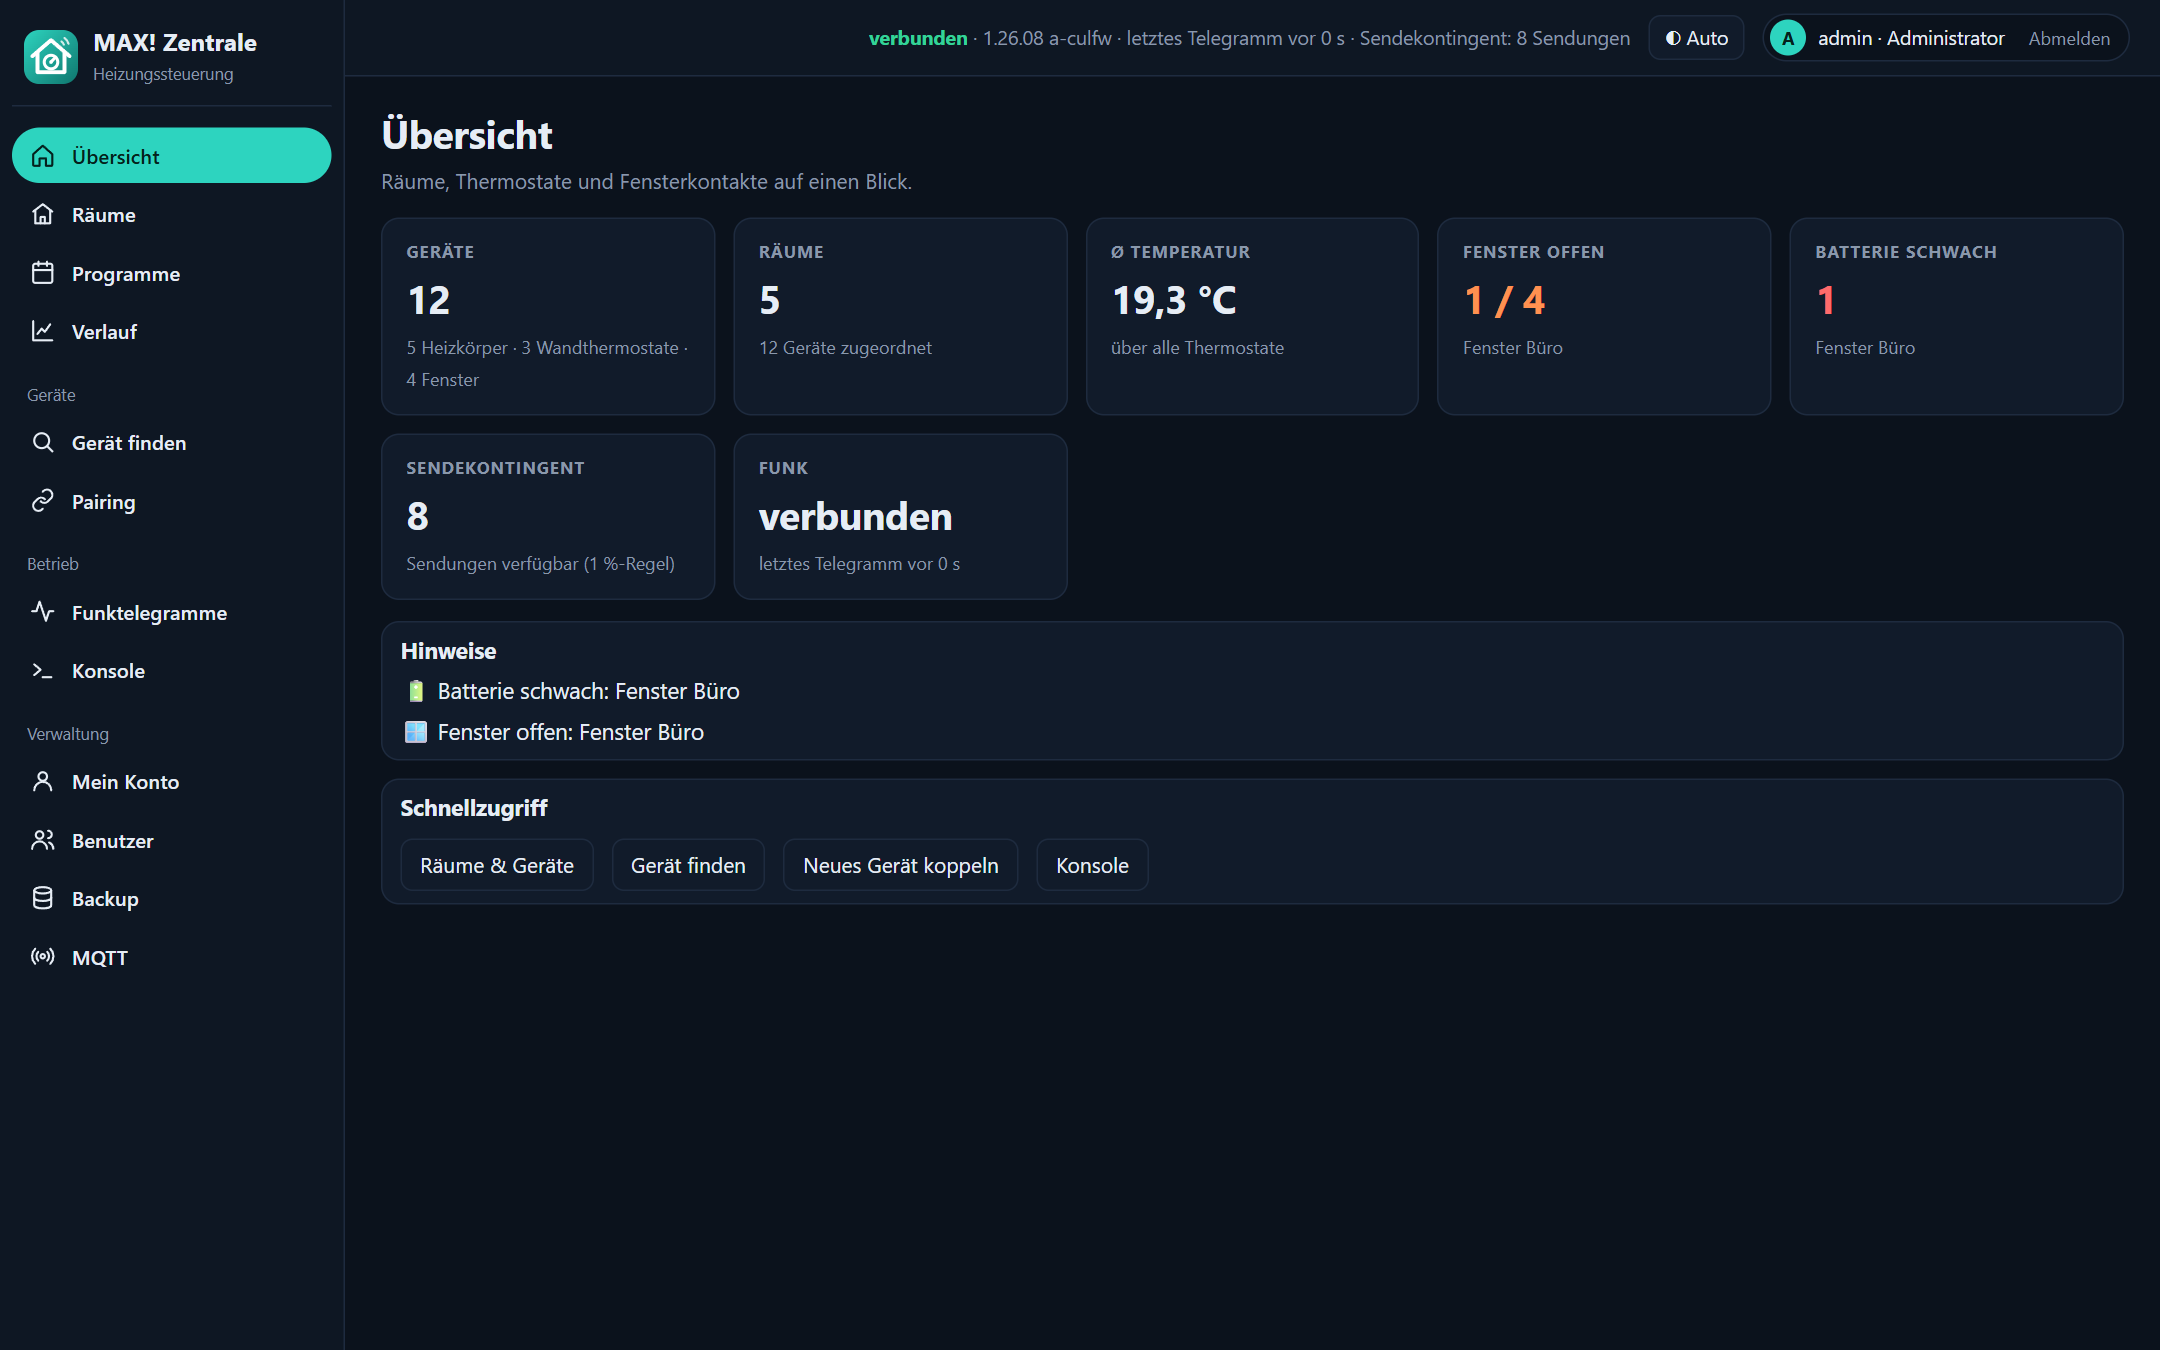 MAX! Zentrale
Heizungssteuerung
verbunden · 1.26.08 a-culfw · letztes Telegramm vor 0 s · Sendekontingent: 8 Sendungen
Auto
A
admin · Administrator
Abmelden
Übersicht
Räume
Programme
Verlauf
Geräte
Gerät finden
Pairing
Betrieb
Funktelegramme
Konsole
Verwaltung
Mein Konto
Benutzer
Backup
MQTT
Übersicht
Räume, Thermostate und Fensterkontakte auf einen Blick.
GERÄTE
12
5 Heizkörper · 3 Wandthermostate ·
4 Fenster
RÄUME
5
12 Geräte zugeordnet
Ø TEMPERATUR
19,3 °C
über alle Thermostate
FENSTER OFFEN
1 / 4
Fenster Büro
BATTERIE SCHWACH
1
Fenster Büro
SENDEKONTINGENT
8
Sendungen verfügbar (1 %-Regel)
FUNK
verbunden
letztes Telegramm vor 0 s
Hinweise
Batterie schwach: Fenster Büro
Fenster offen: Fenster Büro
Schnellzugriff
Räume & Geräte
Gerät finden
Neues Gerät koppeln
Konsole